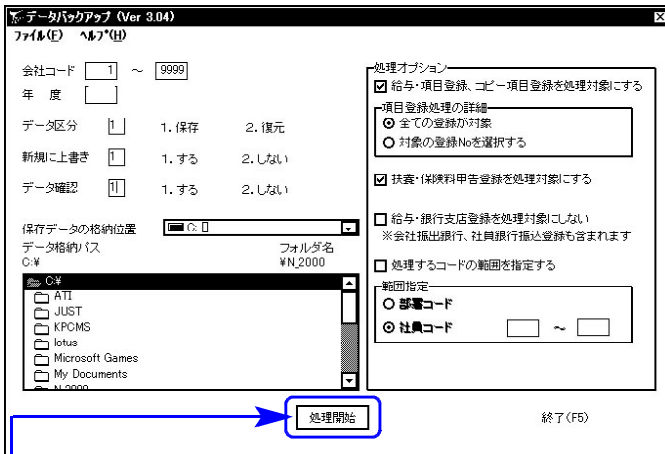 データバックアップ (Ver 3.04)
ファイル(F) ヘルプ(H)
会社コード 1 ～ 9999
年 度
データ区分 1 1.保存 2.復元
新規に上書き 1 1.する 2.しない
データ確認 1 1.する 2.しない
保存データの格納位置 C:
データ格納パス フォルダ名
C:¥ ¥N_2000
C:¥
ATI
JUST
KPCMS
lotus
Microsoft Games
My Documents
N_2000
処理オプション
給与・項目登録、コピー項目登録を処理対象にする
項目登録処理の詳細
全ての登録が対象
対象の登録Noを選択する
扶養・保険料申告登録を処理対象にする
給与・銀行支店登録を処理対象にしない
※会社振出銀行、社員銀行振込登録も含まれます
処理するコードの範囲を指定する
範囲指定
部署コード
社員コード ～
処理開始 終了(F5)